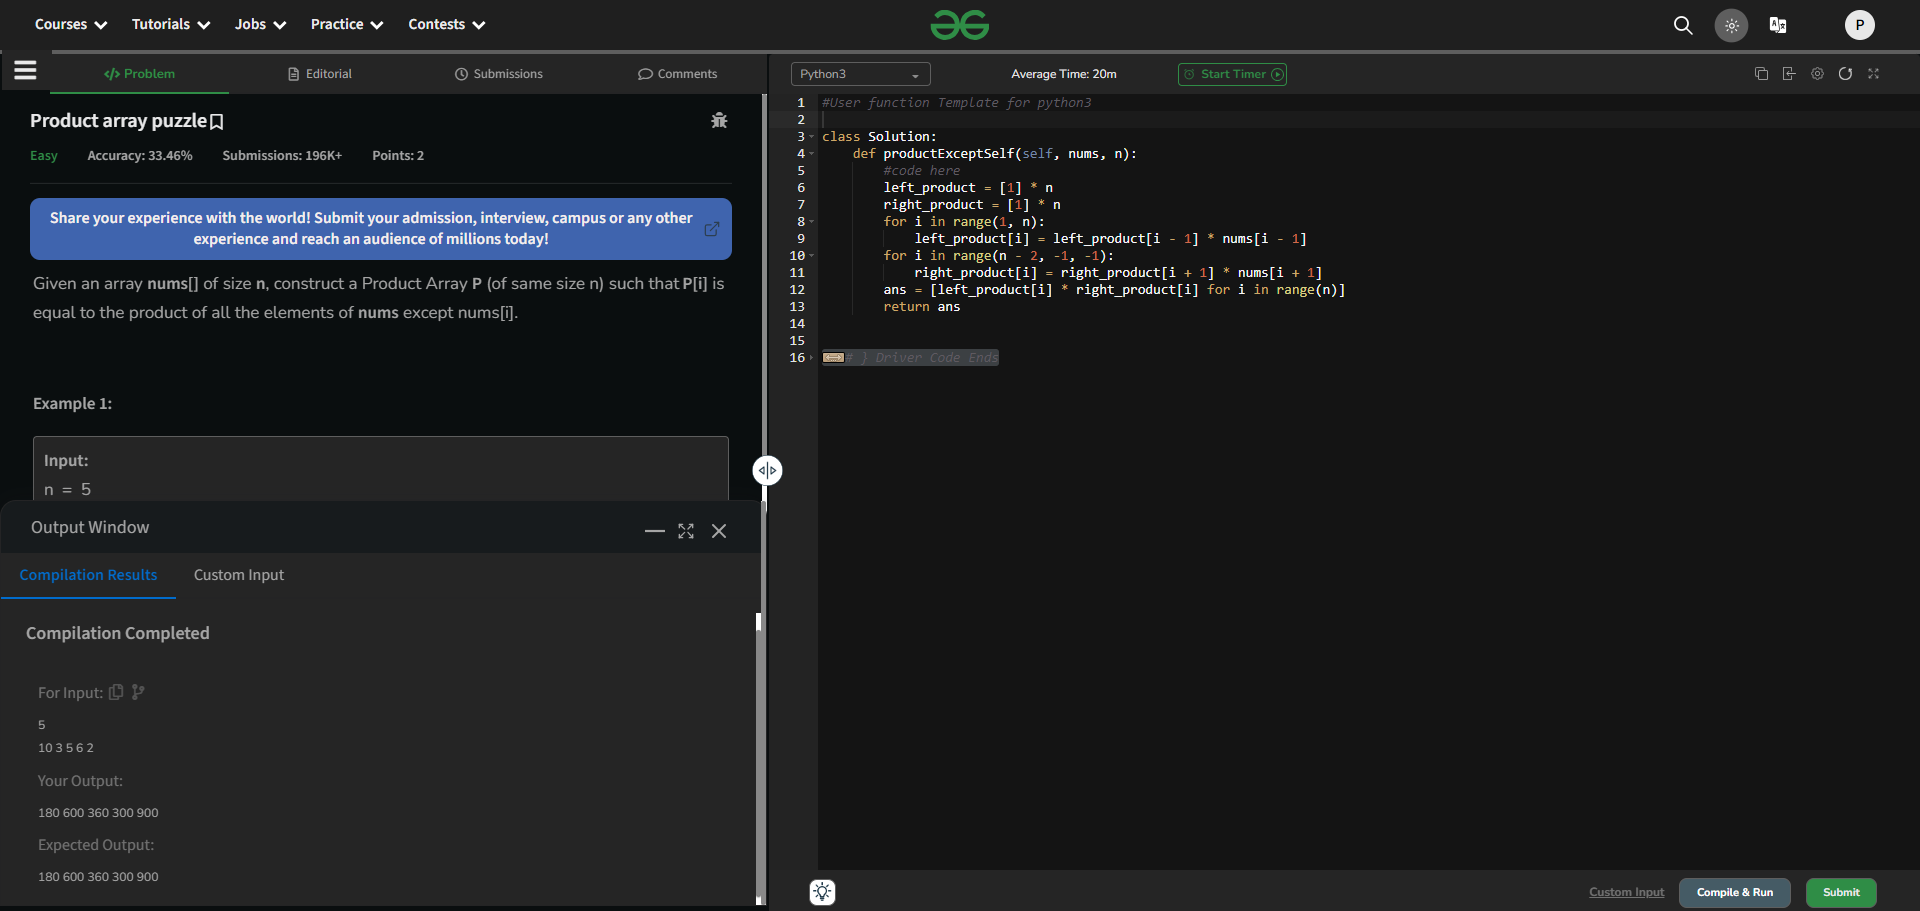 Courses Tutorials Jobs Practice Contests P
</> Problem Editorial Submissions Comments
Product array puzzle
Easy Accuracy: 33.46% Submissions: 196K+ Points: 2
Share your experience with the world! Submit your admission, interview, campus or any other
experience and reach an audience of millions today!
Given an array nums[] of size n, construct a Product Array P (of same size n) such that P[i] is
equal to the product of all the elements of nums except nums[i].
Example 1:
Input:
n = 5
Output Window
Compilation Results Custom Input
Compilation Completed
For Input:
5
10 3 5 6 2
Your Output:
180 600 360 300 900
Expected Output:
180 600 360 300 900
Python3 Average Time: 20m Start Timer
1 #User function Template for python3
2
3 class Solution:
4 def productExceptSelf(self, nums, n):
5 #code here
6 left_product = [1] * n
7 right_product = [1] * n
8 for i in range(1, n):
9 left_product[i] = left_product[i - 1] * nums[i - 1]
10 for i in range(n - 2, -1, -1):
11 right_product[i] = right_product[i + 1] * nums[i + 1]
12 ans = [left_product[i] * right_product[i] for i in range(n)]
13 return ans
14
15
16 # } Driver Code Ends
Custom Input Compile & Run Submit